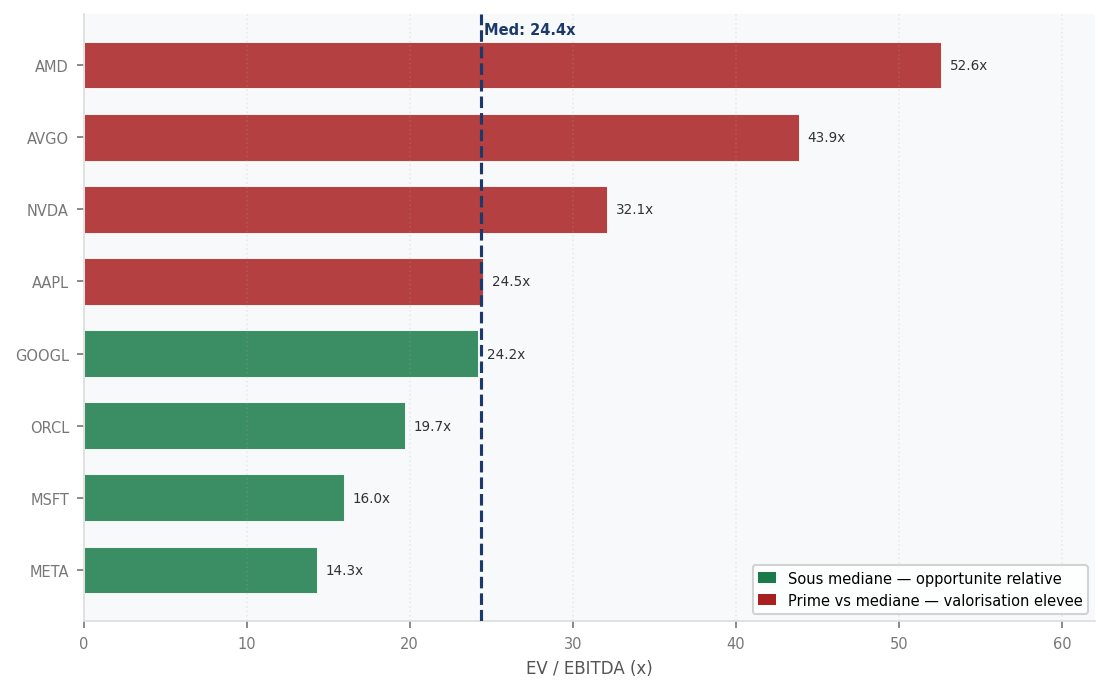 Med: 24.4x
AMD 52.6x
AVGO 43.9x
NVDA 32.1x
AAPL 24.5x
GOOGL 24.2x
ORCL 19.7x
MSFT 16.0x
META 14.3x
Sous mediane — opportunite relative
Prime vs mediane — valorisation elevee
0 10 20 30 40 50 60
EV / EBITDA (x)